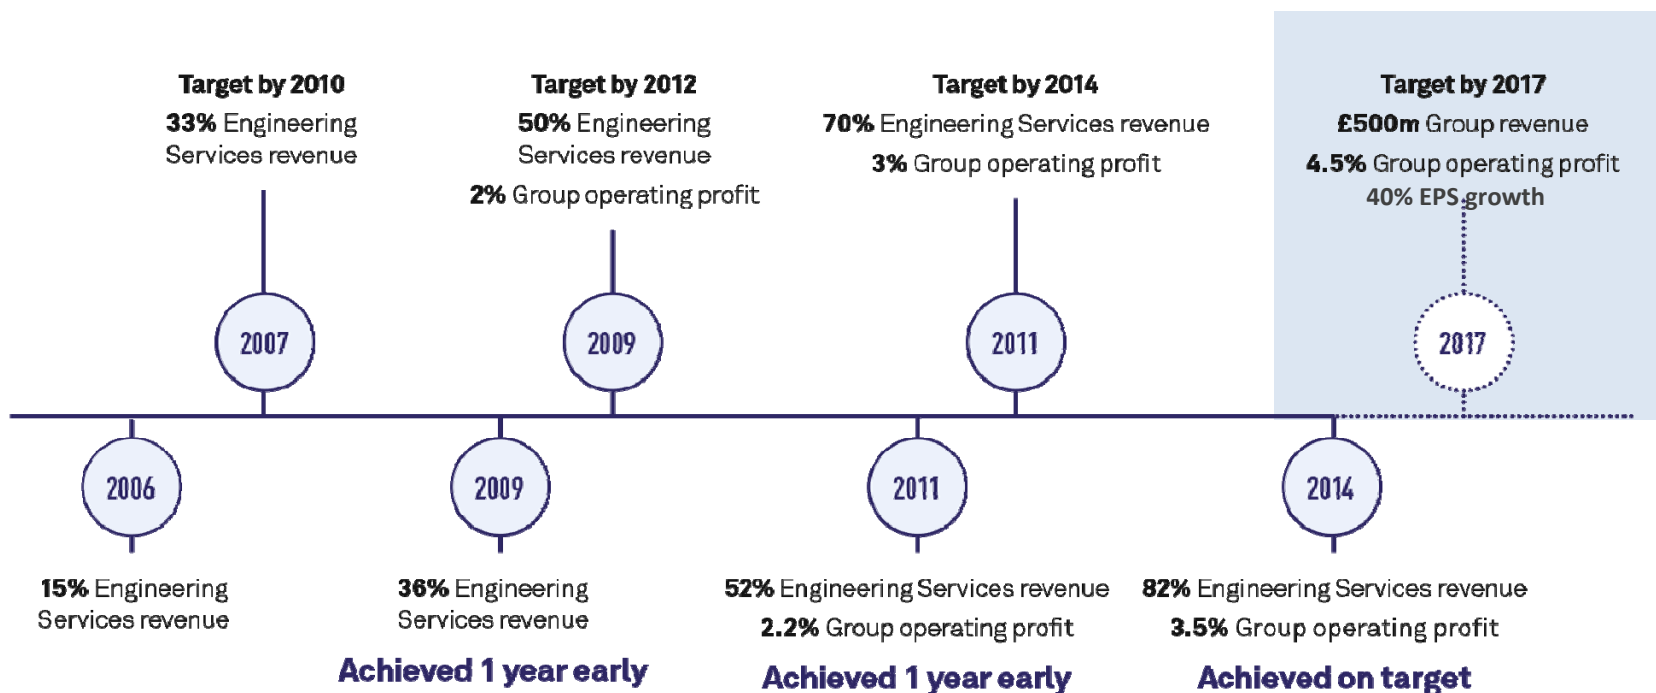 Target by 2010
33% Engineering
Services revenue
Target by 2012
50% Engineering
Services revenue
2% Group operating profit
Target by 2014
70% Engineering Services revenue
3% Group operating profit
Target by 2017
£500m Group revenue
4.5% Group operating profit
40% EPS growth
2007
2009
2011
2017
2006
2009
2011
2014
15% Engineering
Services revenue
36% Engineering
Services revenue
Achieved 1 year early
52% Engineering Services revenue
2.2% Group operating profit
Achieved 1 year early
82% Engineering Services revenue
3.5% Group operating profit
Achieved on target